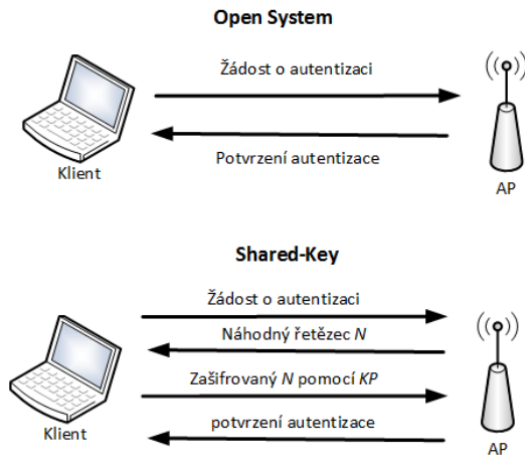 Open System
Žádost o autentizaci
Potvrzení autentizace
Klient
AP
Shared-Key
Žádost o autentizaci
Náhodný řetězec N
Zašifrovaný N pomocí KP
potvrzení autentizace
Klient
AP